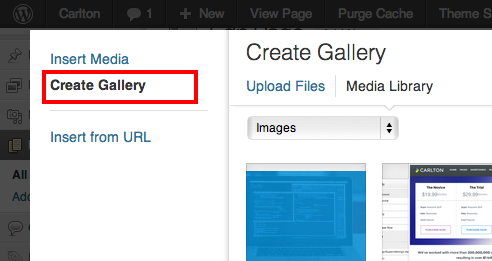 Carlton 1 + New View Page Purge Cache Theme S
Insert Media
Create Gallery
Insert from URL
Create Gallery
Upload Files Media Library
Images
All
Add
CARLTON
The Novice The Trial